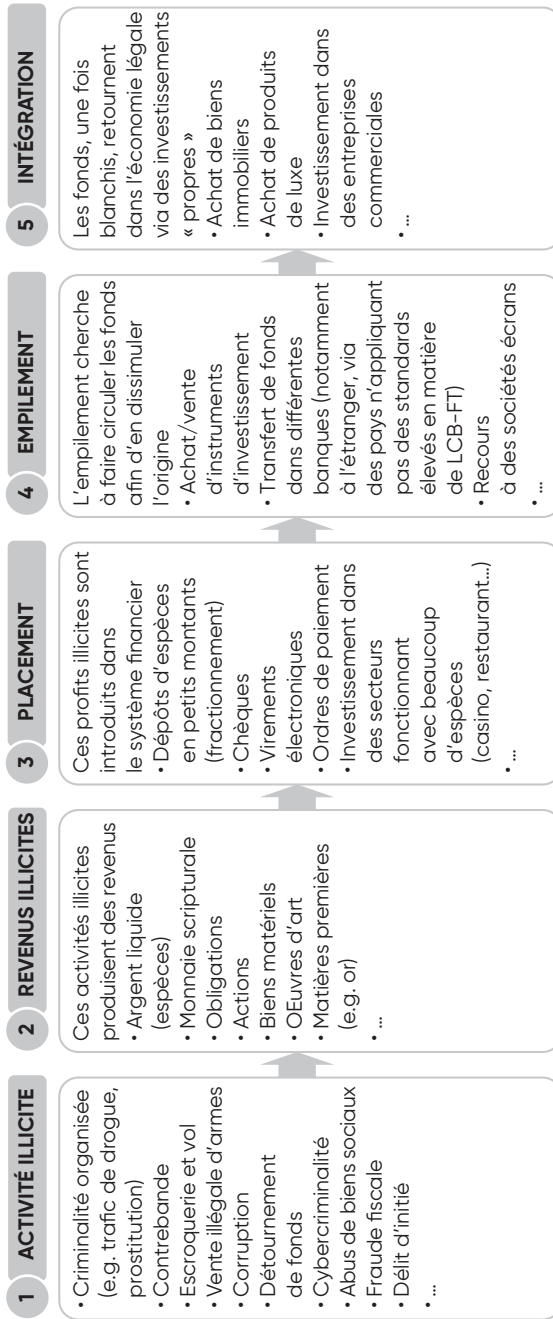 1 ACTIVITÉ ILLICITE
• Criminalité organisée
(e.g. trafic de drogue,
prostitution)
• Contrebande
• Escroquerie et vol
• Vente illégale d'armes
• Corruption
• Détournement
de fonds
• Cybercriminalité
• Abus de biens sociaux
• Fraude fiscale
• Délit d'initié
• ...
2 REVENUS ILLICITES
Ces activités illicites
produisent des revenus
• Argent liquide
(espèces)
• Monnaie scripturale
• Obligations
• Actions
• Biens matériels
• OEuvres d'art
• Matières premières
(e.g. or)
• ...
3 PLACEMENT
Ces profits illicites sont
introduits dans
le système financier
• Dépôts d'espèces
en petits montants
(fractionnement)
• Chèques
• Virements
électroniques
• Ordres de paiement
• Investissement dans
des secteurs
fonctionnant
avec beaucoup
d'espèces
(casino, restaurant...)
• ...
4 EMPILEMENT
L'empilement cherche
à faire circuler les fonds
afin d'en dissimuler
l'origine
• Achat/vente
d'instruments
d'investissement
• Transfert de fonds
dans différentes
banques (notamment
à l'étranger, via
des pays n'appliquant
pas des standards
élevés en matière
de LCB-FT)
• Recours
à des sociétés écrans
• ...
5 INTÉGRATION
Les fonds, une fois
blanchis, retournent
dans l'économie légale
via des investissements
« propres »
• Achat de biens
immobiliers
• Achat de produits
de luxe
• Investissement dans
des entreprises
commerciales
• ...